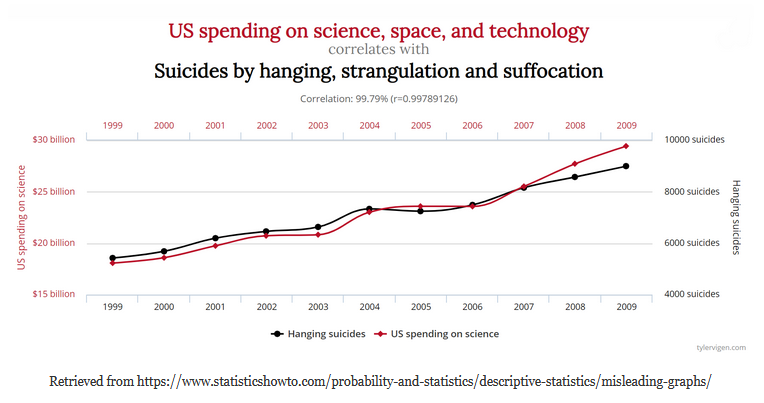 US spending on science, space, and technology
correlates with
Suicides by hanging, strangulation and suffocation
Correlation: 99.79% (r=0.99789126)
1999 2000 2001 2002 2003 2004 2005 2006 2007 2008 2009
US spending on science
$30 billion
$25 billion
$20 billion
$15 billion
10000 suicides
8000 suicides
6000 suicides
4000 suicides
Hanging suicides
1999 2000 2001 2002 2003 2004 2005 2006 2007 2008 2009
Hanging suicides US spending on science
tylervigen.com
Retrieved from https://www.statisticshowto.com/probability-and-statistics/descriptive-statistics/misleading-graphs/